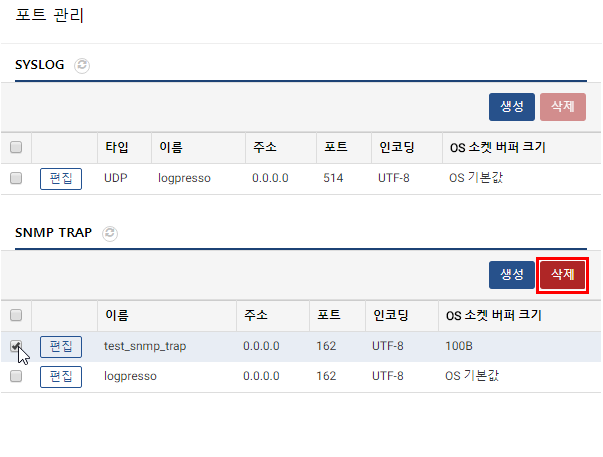 포트 관리
SYSLOG
생성 삭제
타입 이름 주소 포트 인코딩 OS 소켓 버퍼 크기
편집 UDP logpresso 0.0.0.0 514 UTF-8 OS 기본값
SNMP TRAP
생성 삭제
이름 주소 포트 인코딩 OS 소켓 버퍼 크기
편집 test_snmp_trap 0.0.0.0 162 UTF-8 100B
편집 logpresso 0.0.0.0 162 UTF-8 OS 기본값